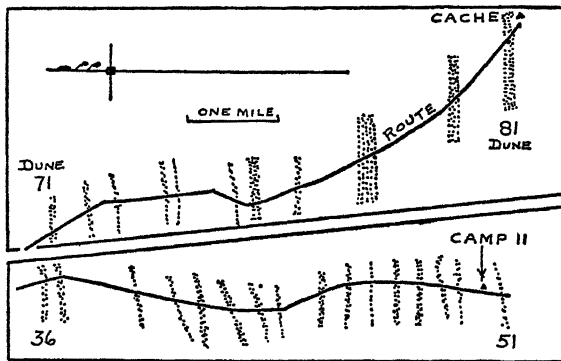 CACHE
ONE MILE
ROUTE
81
DUNE
DUNE
71
CAMP 11
36
51